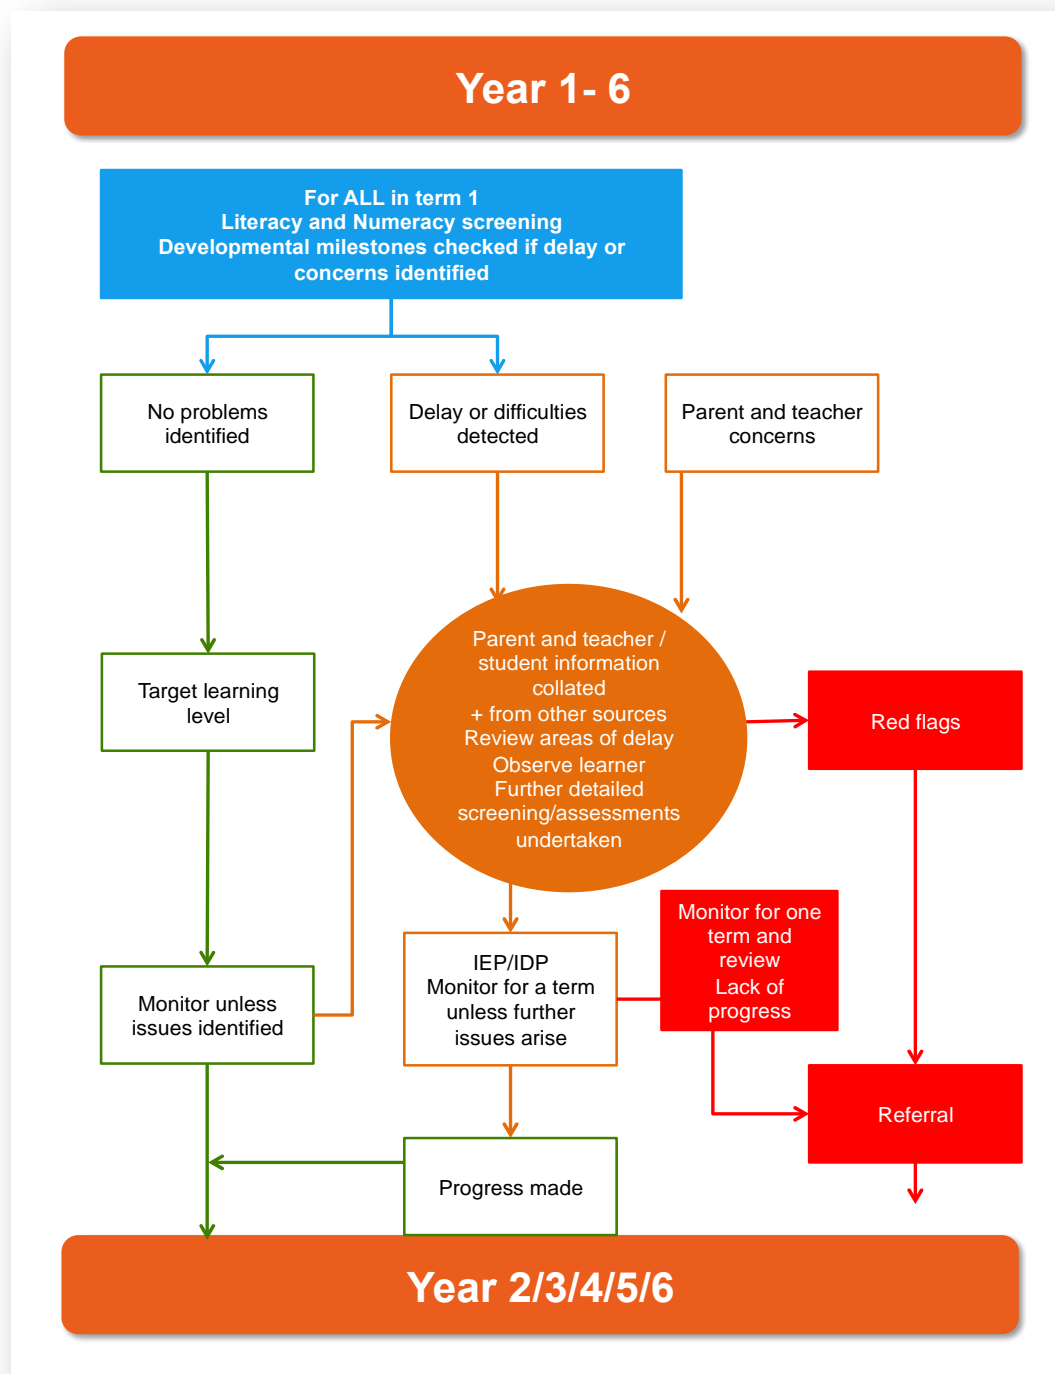 Year 1- 6
For ALL in term 1
Literacy and Numeracy screening
Developmental milestones checked if delay or
concerns identified
No problems
identified
Delay or difficulties
detected
Parent and teacher
concerns
Parent and teacher /
student information
collated
+ from other sources
Review areas of delay
Observe learner
Further detailed
screening/assessments
undertaken
Target learning
level
Red flags
Monitor for one
term and
review
Lack of
progress
IEP/IDP
Monitor for a term
unless further
issues arise
Monitor unless
issues identified
Referral
Progress made
Year 2/3/4/5/6